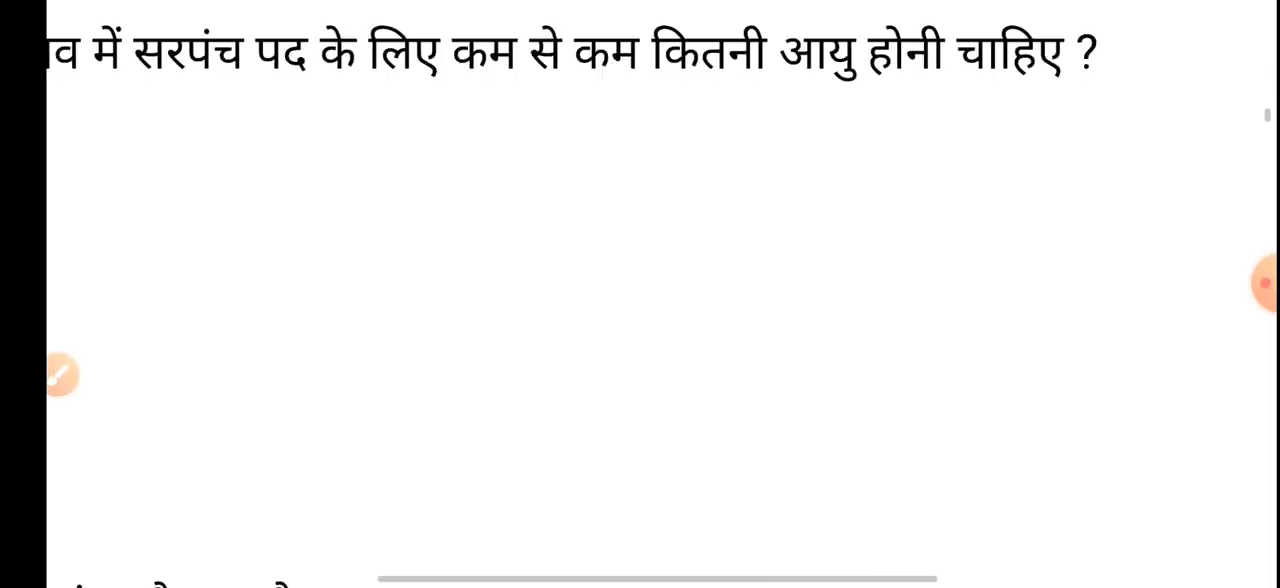 में सरपंच पद के लिए कम से कम कितनी आयु होनी चाहिए ?